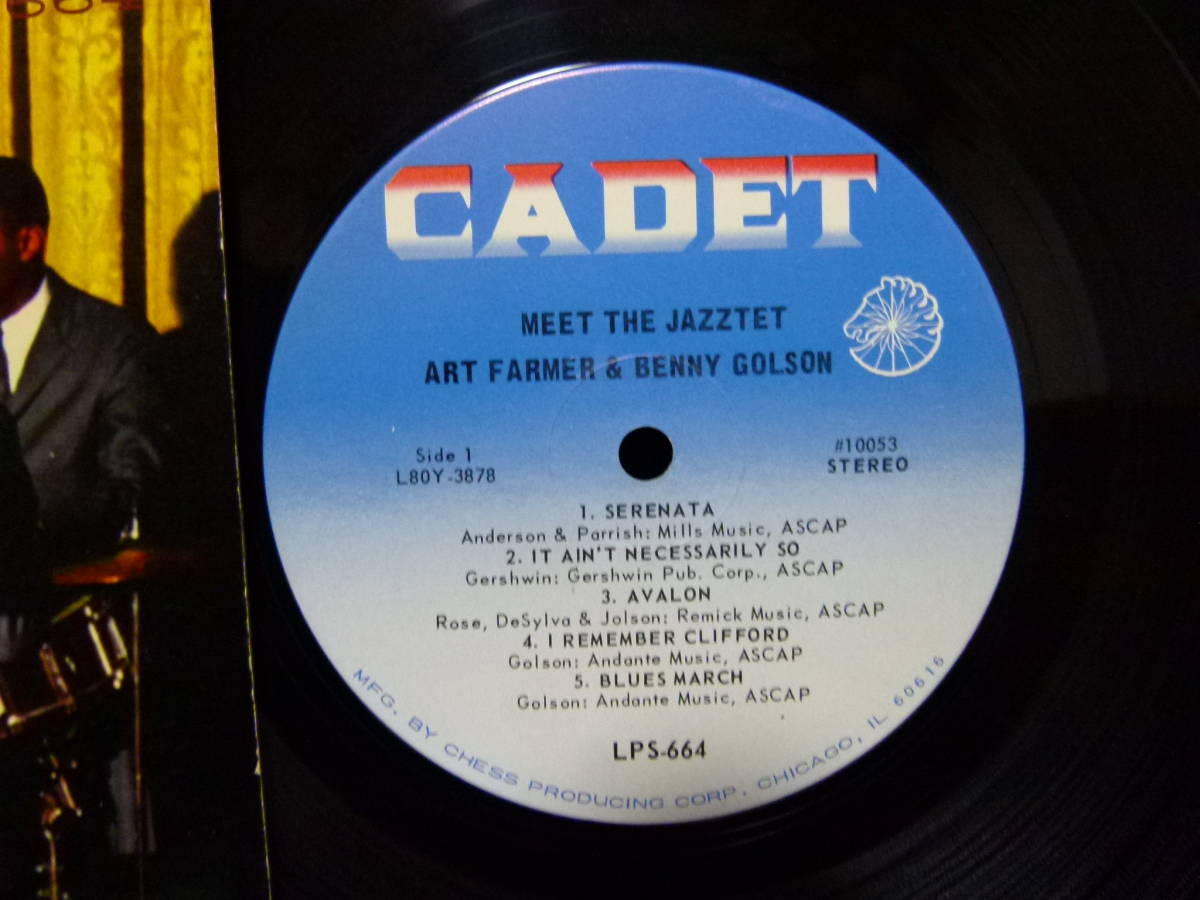 664
CADET
MEET THE JAZZTET
ART FARMER & BENNY GOLSON
Side 1
L80Y-3878
#10053
STEREO
1. SERENATA
Anderson & Parrish: Mills Music, ASCAP
2. IT AIN'T NECESSARILY SO
Gershwin: Gershwin Pub. Corp., ASCAP
3. AVALON
Rose, DeSylva & Jolson: Remick Music, ASCAP
4. I REMEMBER CLIFFORD
Golson: Andante Music, ASCAP
5. BLUES MARCH
Golson: Andante Music, ASCAP
LPS-664
MFG. BY CHESS PRODUCING CORP. CHICAGO, IL 60616